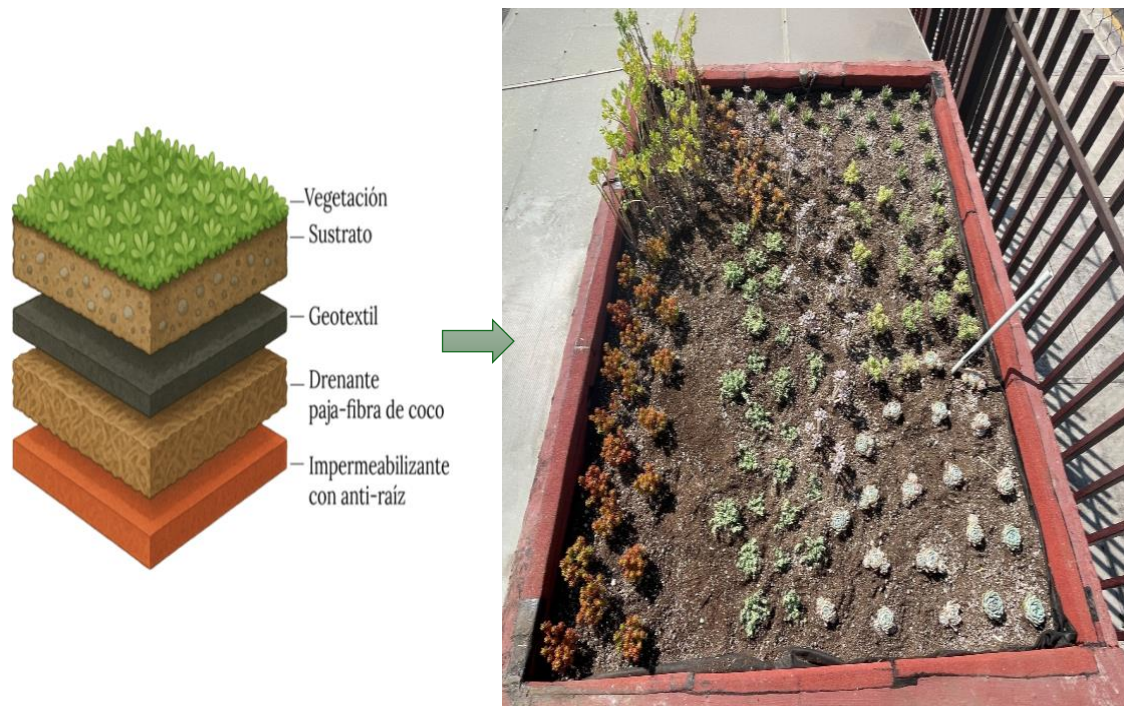 Vegetación
Sustrato
Geotextil
Drenante
paja-fibra de coco
Impermeabilizante
con anti-raíz